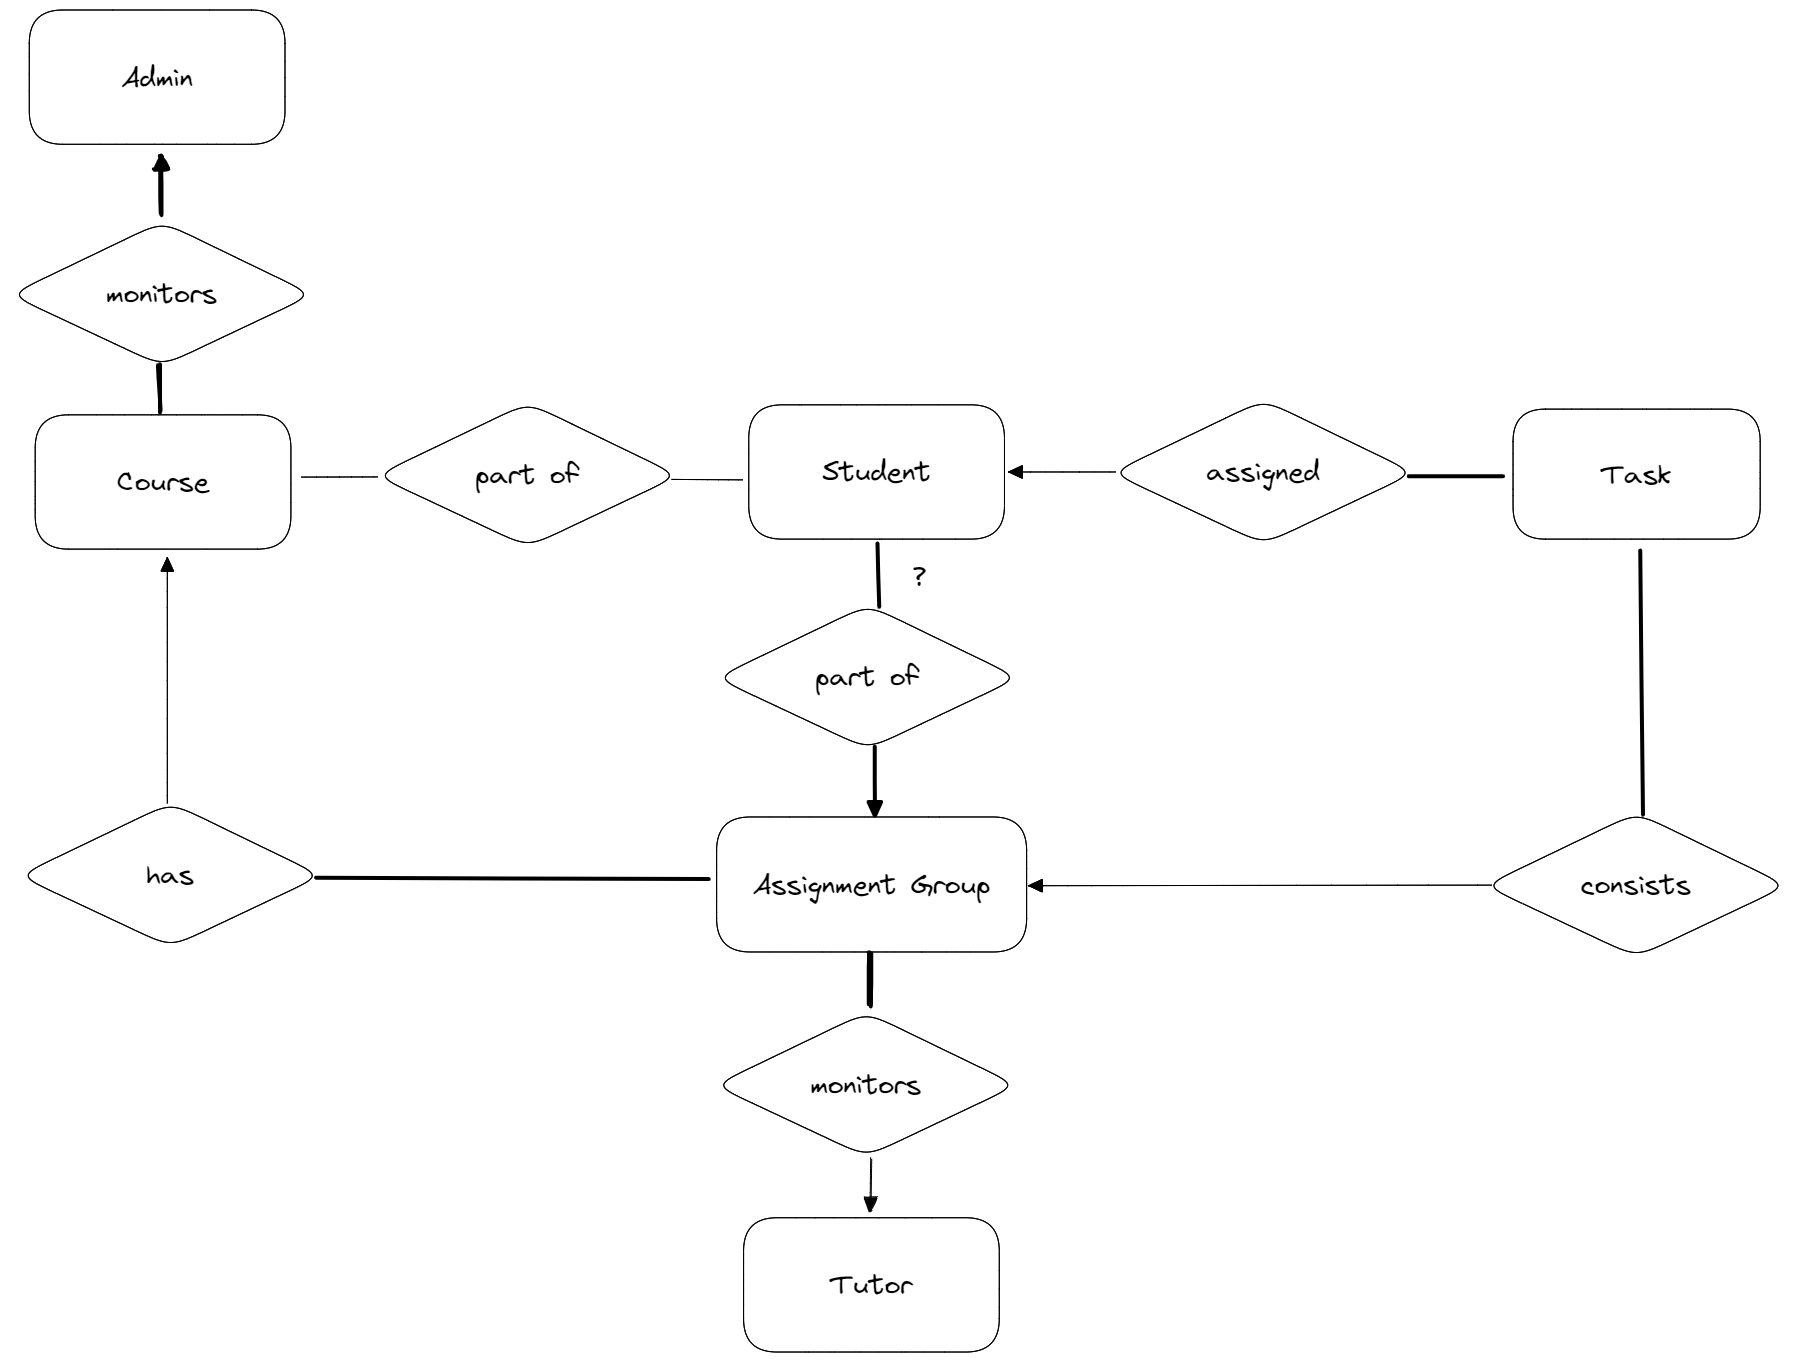 Admin
monitors
Course
part of
Student
assigned
Task
?
part of
has
Assignment Group
consists
monitors
Tutor